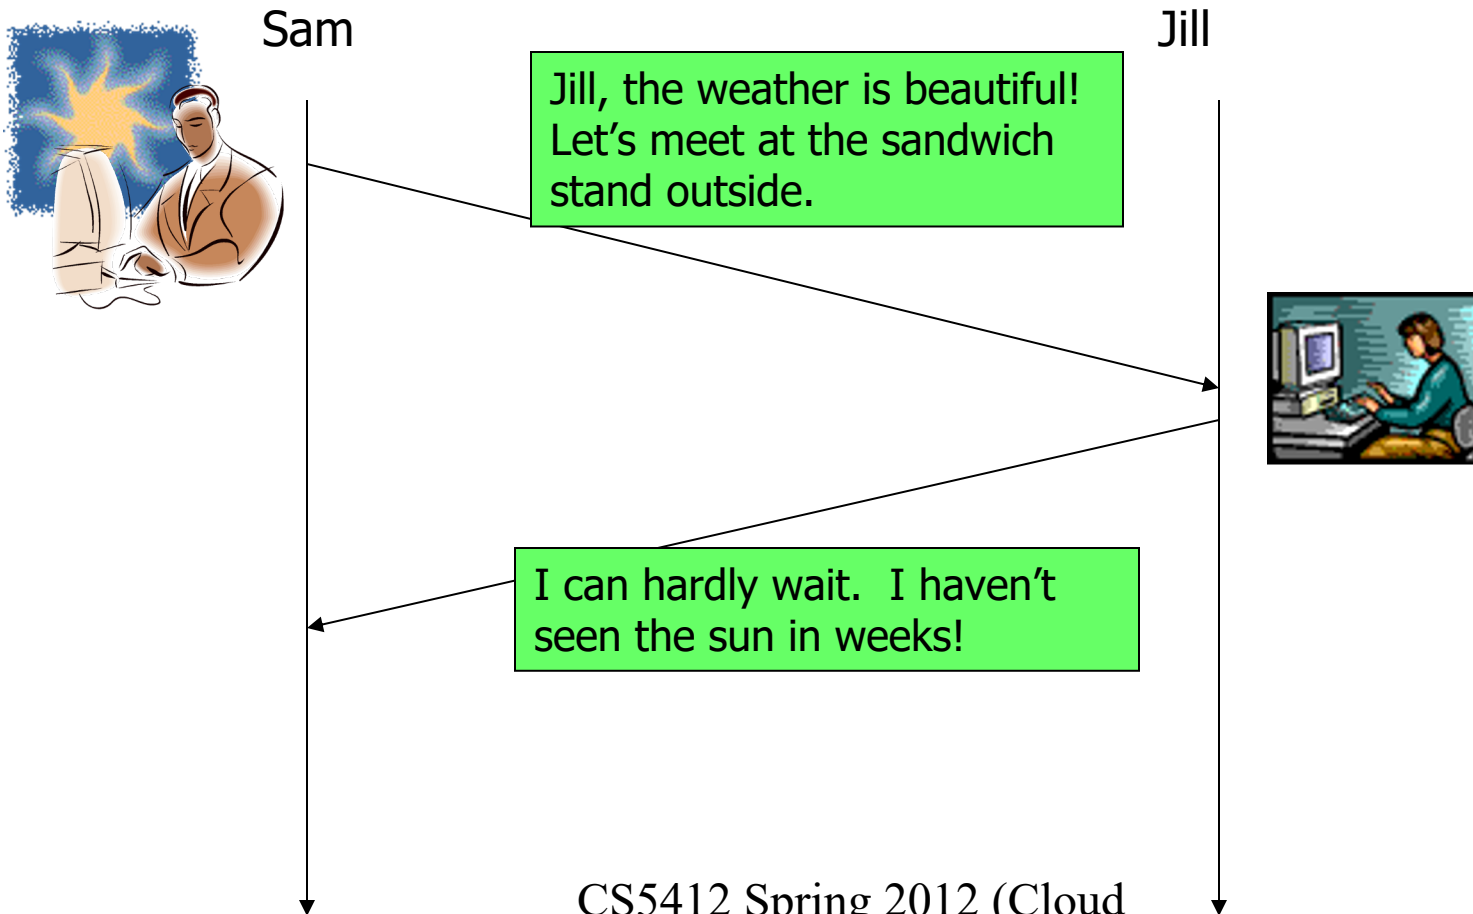 Sam
Jill
Jill, the weather is beautiful!
Let’s meet at the sandwich
stand outside.
I can hardly wait.  I haven’t
seen the sun in weeks!
CS5412 Spring 2012 (Cloud